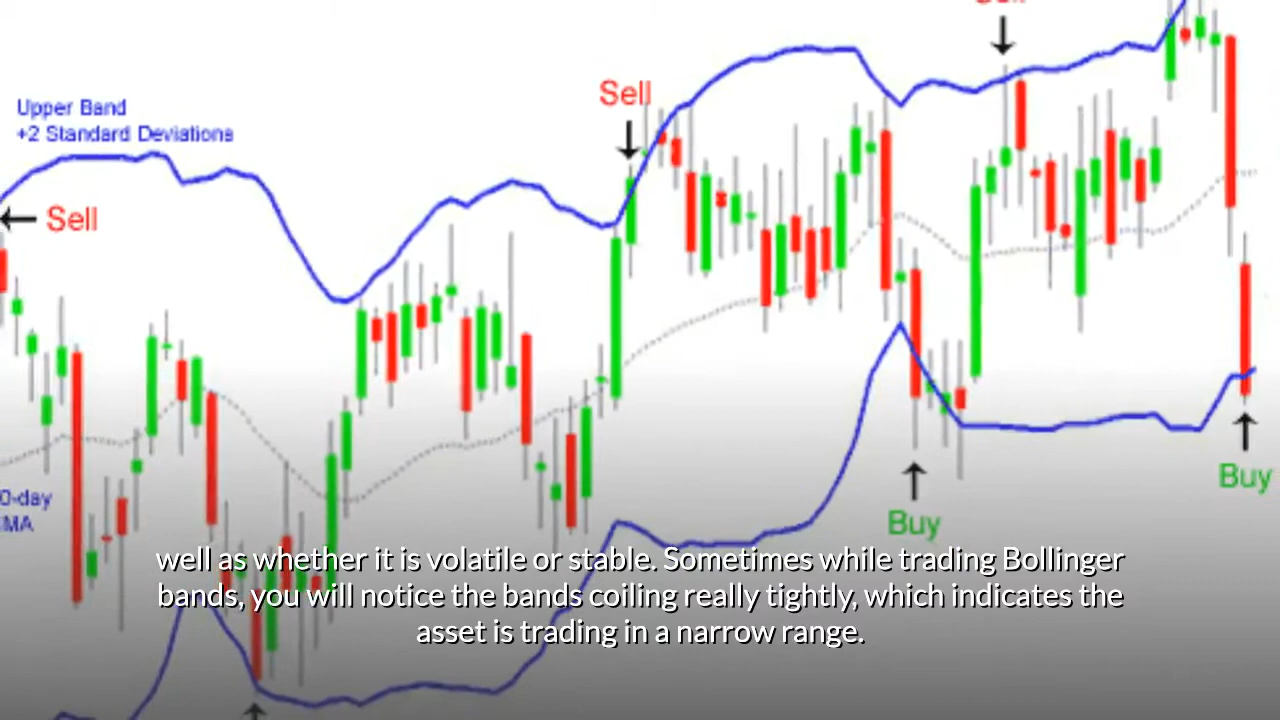 Sell
Upper Band
+2 Standard Deviations
Sell
Sell
0-day
Buy
Buy
well as whether it is volatile or stable. Sometimes while trading Bollinger
bands, you will notice the bands coiling really tightly, which indicates the
asset is trading in a narrow range.